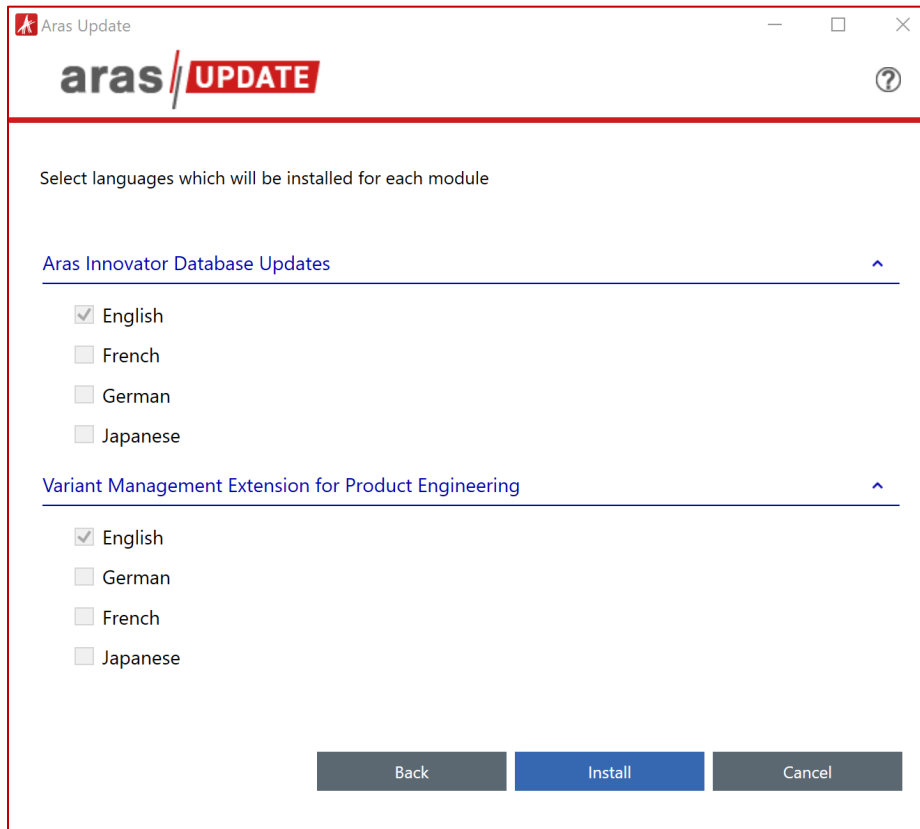 Aras Update
aras UPDATE
?
Select languages which will be installed for each module
Aras Innovator Database Updates
English
French
German
Japanese
Variant Management Extension for Product Engineering
English
German
French
Japanese
Back Install Cancel